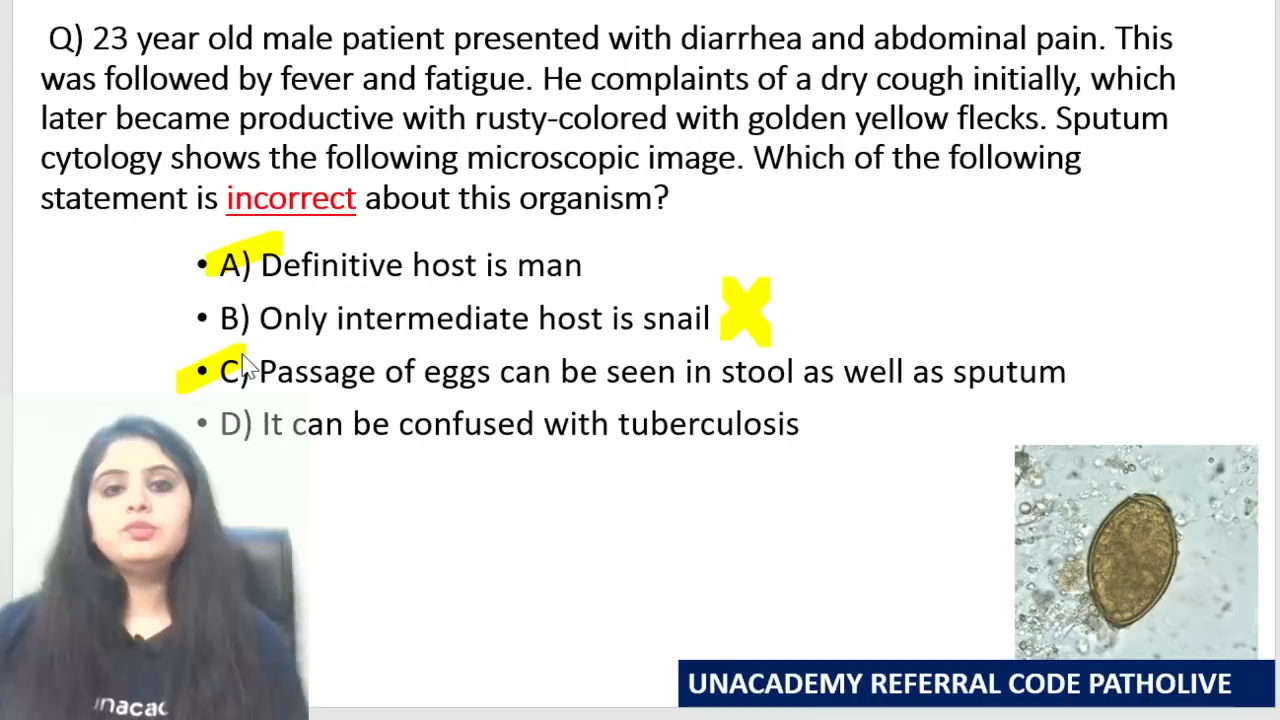 Q) 23 year old male patient presented with diarrhea and abdominal pain. This
was followed by fever and fatigue. He complaints of a dry cough initially, which
later became productive with rusty-colored with golden yellow flecks. Sputum
cytology shows the following microscopic image. Which of the following
statement is incorrect about this organism?
• A) Definitive host is man
• B) Only intermediate host is snail
• C) Passage of eggs can be seen in stool as well as sputum
• D) It can be confused with tuberculosis
unacac
UNACADEMY REFERRAL CODE PATHOLIVE